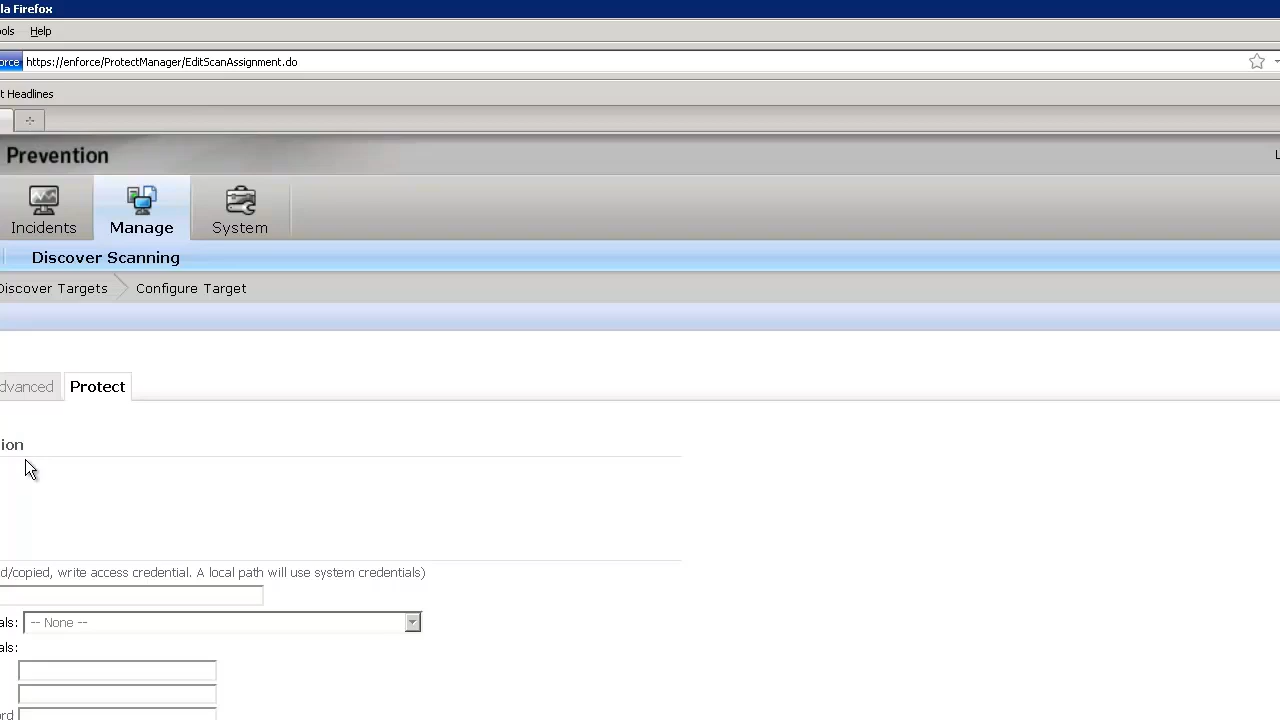 la Firefox
ools Help
orce https://enforce/ProtectManager/EditScanAssignment.do
t Headlines
Prevention
L
Incidents Manage System
Discover Scanning
Discover Targets Configure Target
dvanced Protect
ion
d/copied, write access credential. A local path will use system credentials)
als: -- None --
als:
ord